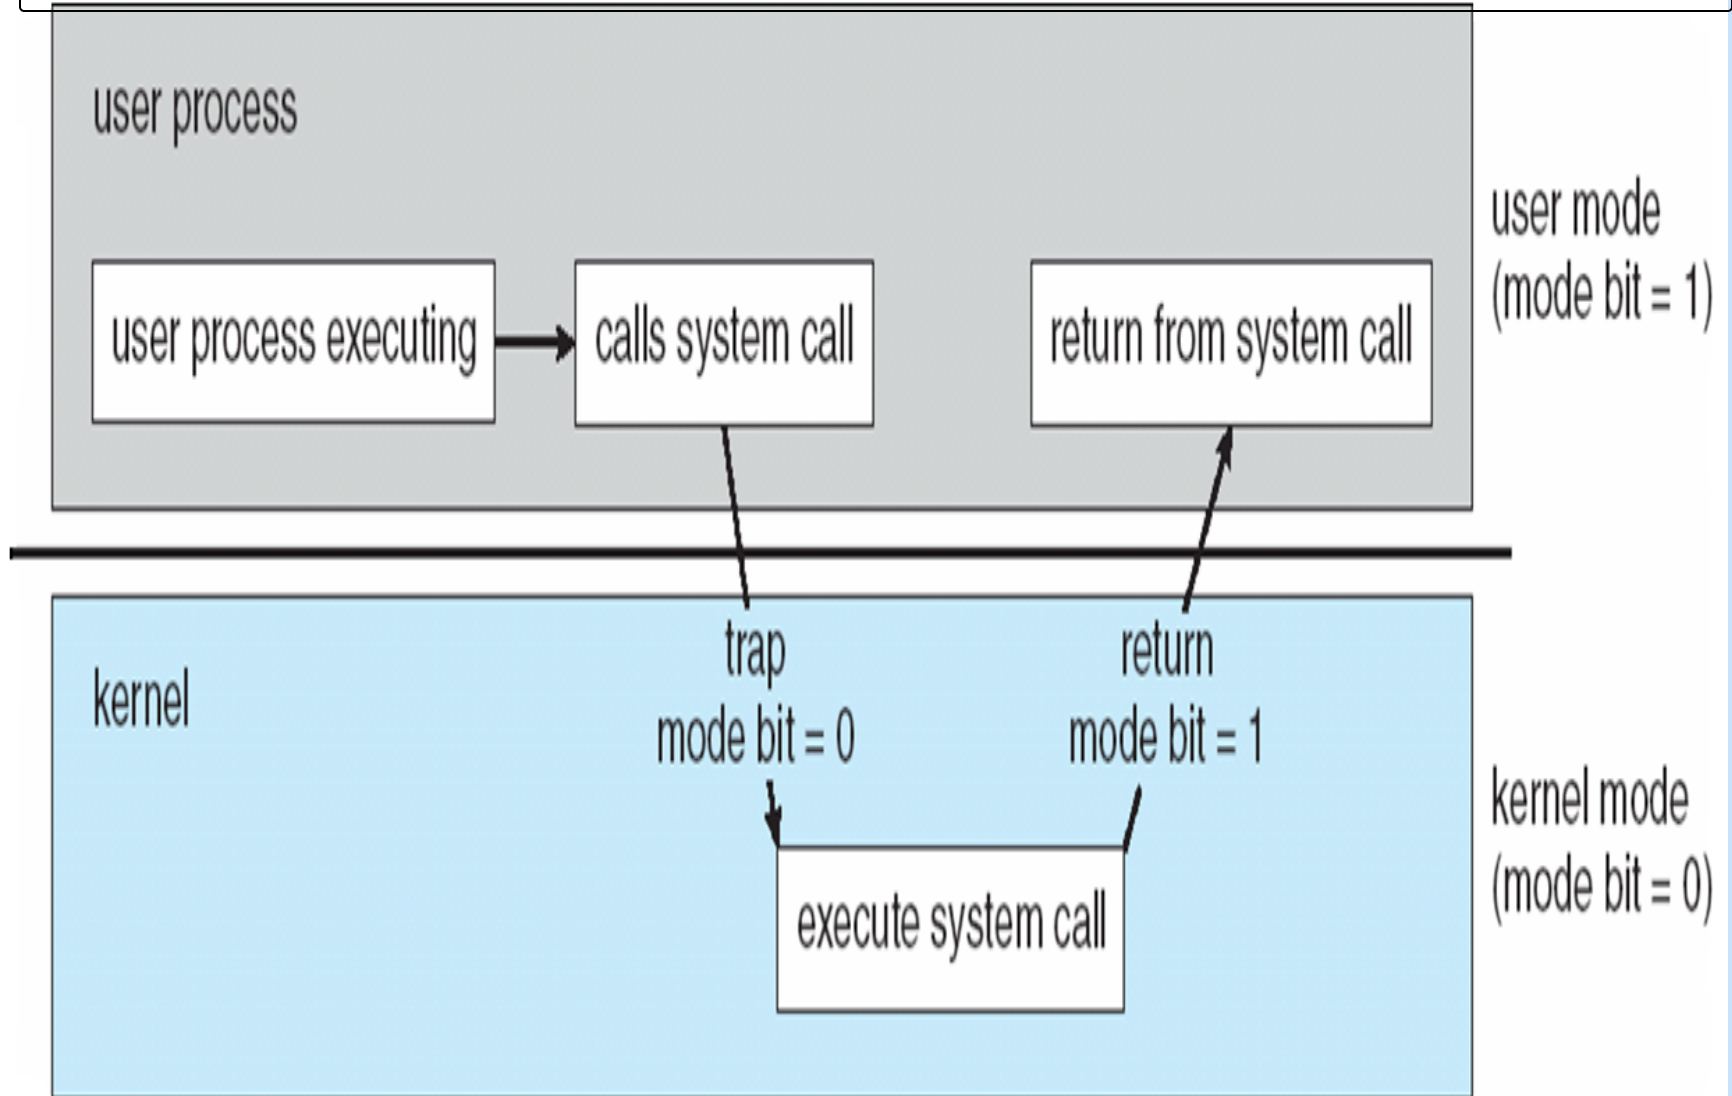 user process
user process executing
calls system call
return from system call
user mode
(mode bit = 1)
trap
mode bit = 0
return
mode bit = 1
kernel
execute system call
kernel mode
(mode bit = 0)